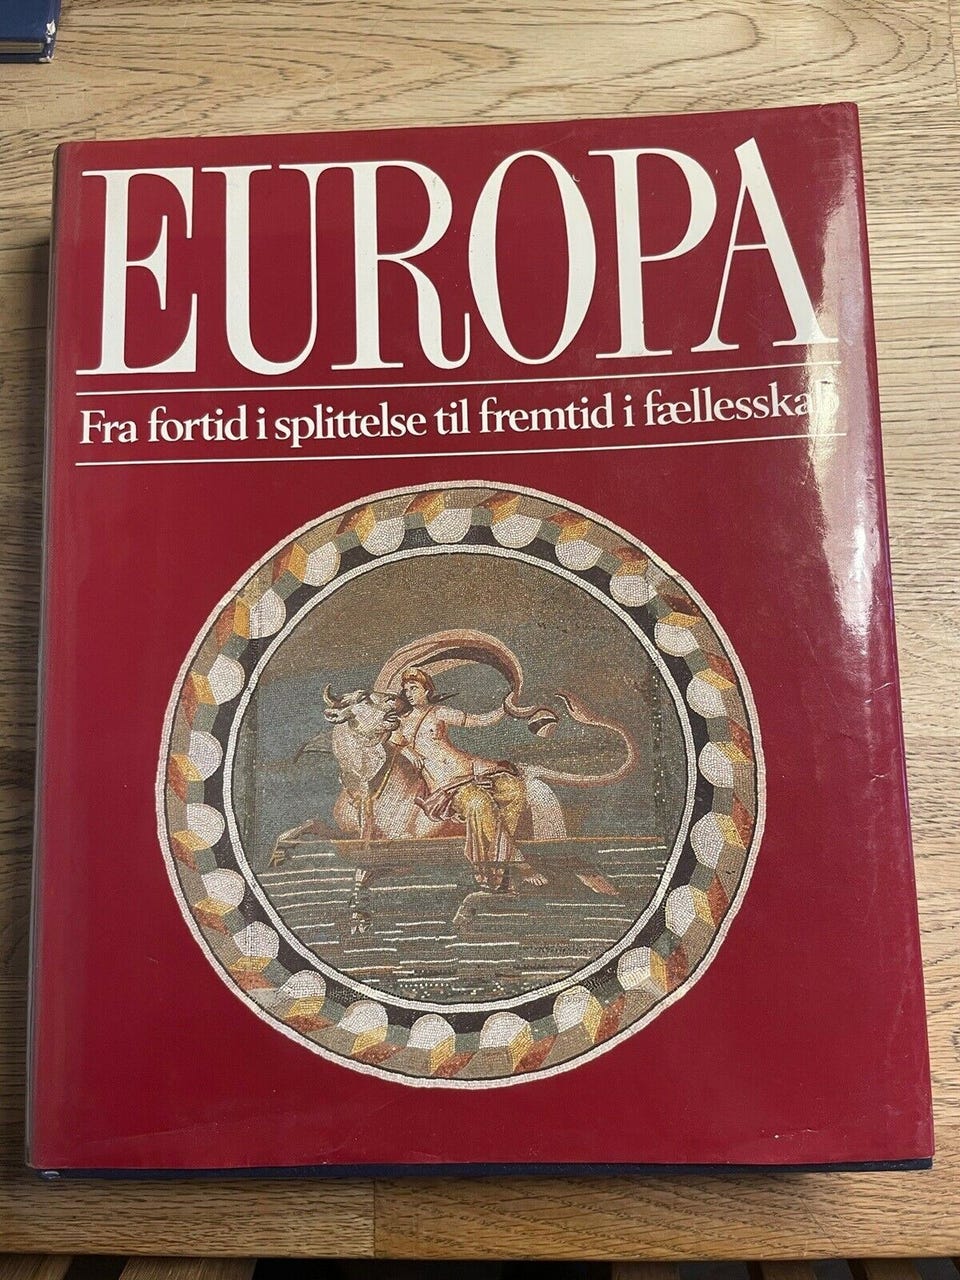 EUROPA
Fra fortid i splittelse til fremtid i fællesskab